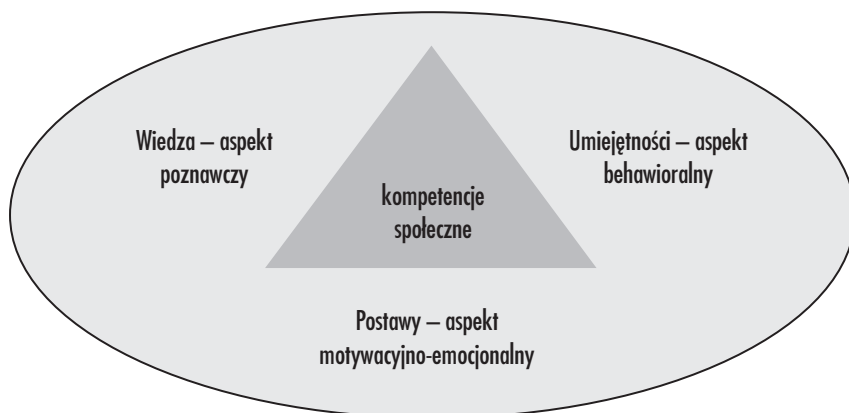 Wiedza – aspekt
poznawczy
Umiejętności – aspekt
behawioralny
kompetencje
społeczne
Postawy – aspekt
motywacyjno-emocjonalny